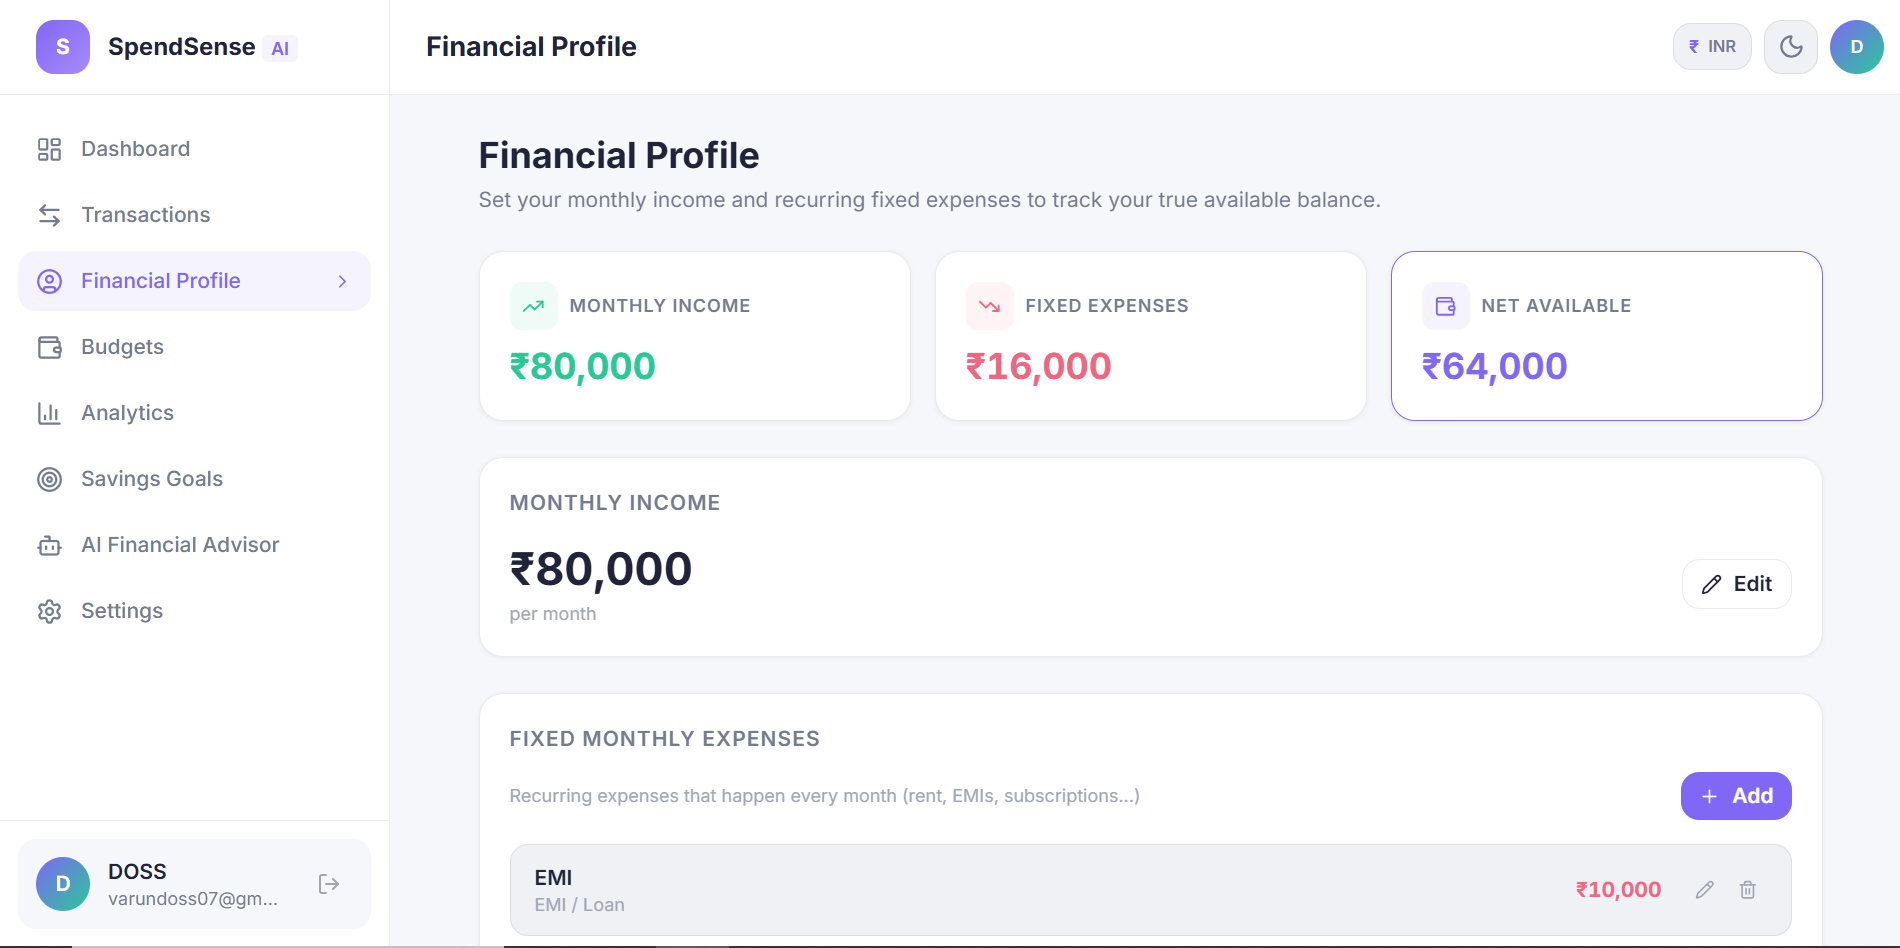 S
SpendSense AI
Financial Profile
₹ INR
D
Dashboard
Transactions
Financial Profile
Budgets
Analytics
Savings Goals
AI Financial Advisor
Settings
D
DOSS
varundoss07@gm...
Financial Profile
Set your monthly income and recurring fixed expenses to track your true available balance.
MONTHLY INCOME
₹80,000
FIXED EXPENSES
₹16,000
NET AVAILABLE
₹64,000
MONTHLY INCOME
₹80,000
per month
Edit
FIXED MONTHLY EXPENSES
Recurring expenses that happen every month (rent, EMIs, subscriptions...)
+ Add
EMI
EMI / Loan
₹10,000